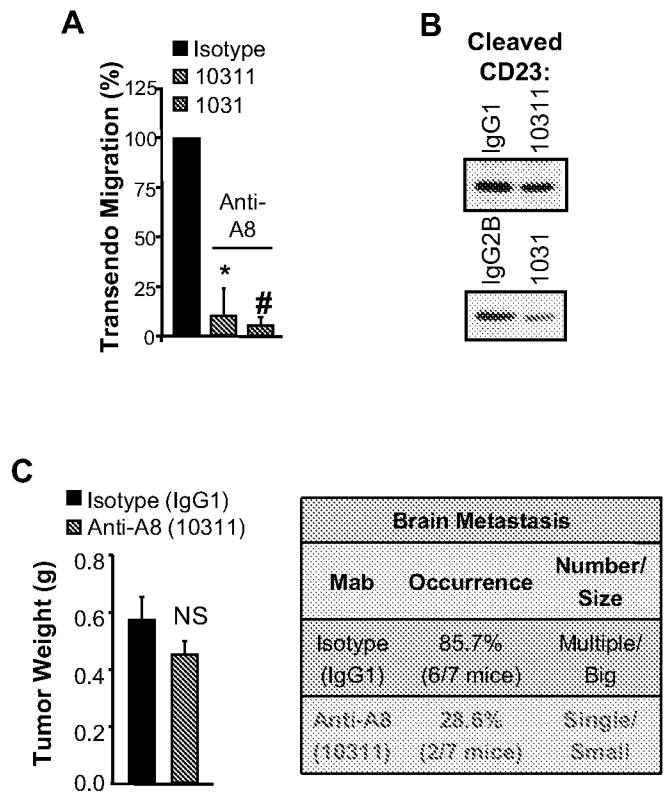 A
Isotype
10311
1031
Transendo Migration (%)
125
100
75
50
25
0
Anti-
A8
*
#
B
Cleaved
CD23:
IgG1
10311
IgG2B
1031
C
Isotype (IgG1)
Anti-A8 (10311)
Tumor Weight (g)
0.8
0.6
0.4
0.2
0.0
NS
Brain Metastasis
Mab Occurrence Number/
Size
Isotype 85.7% Multiple/
(IgG1) (6/7 mice) Big
Anti-A8 28.6% Single/
(10311) (2/7 mice) Small